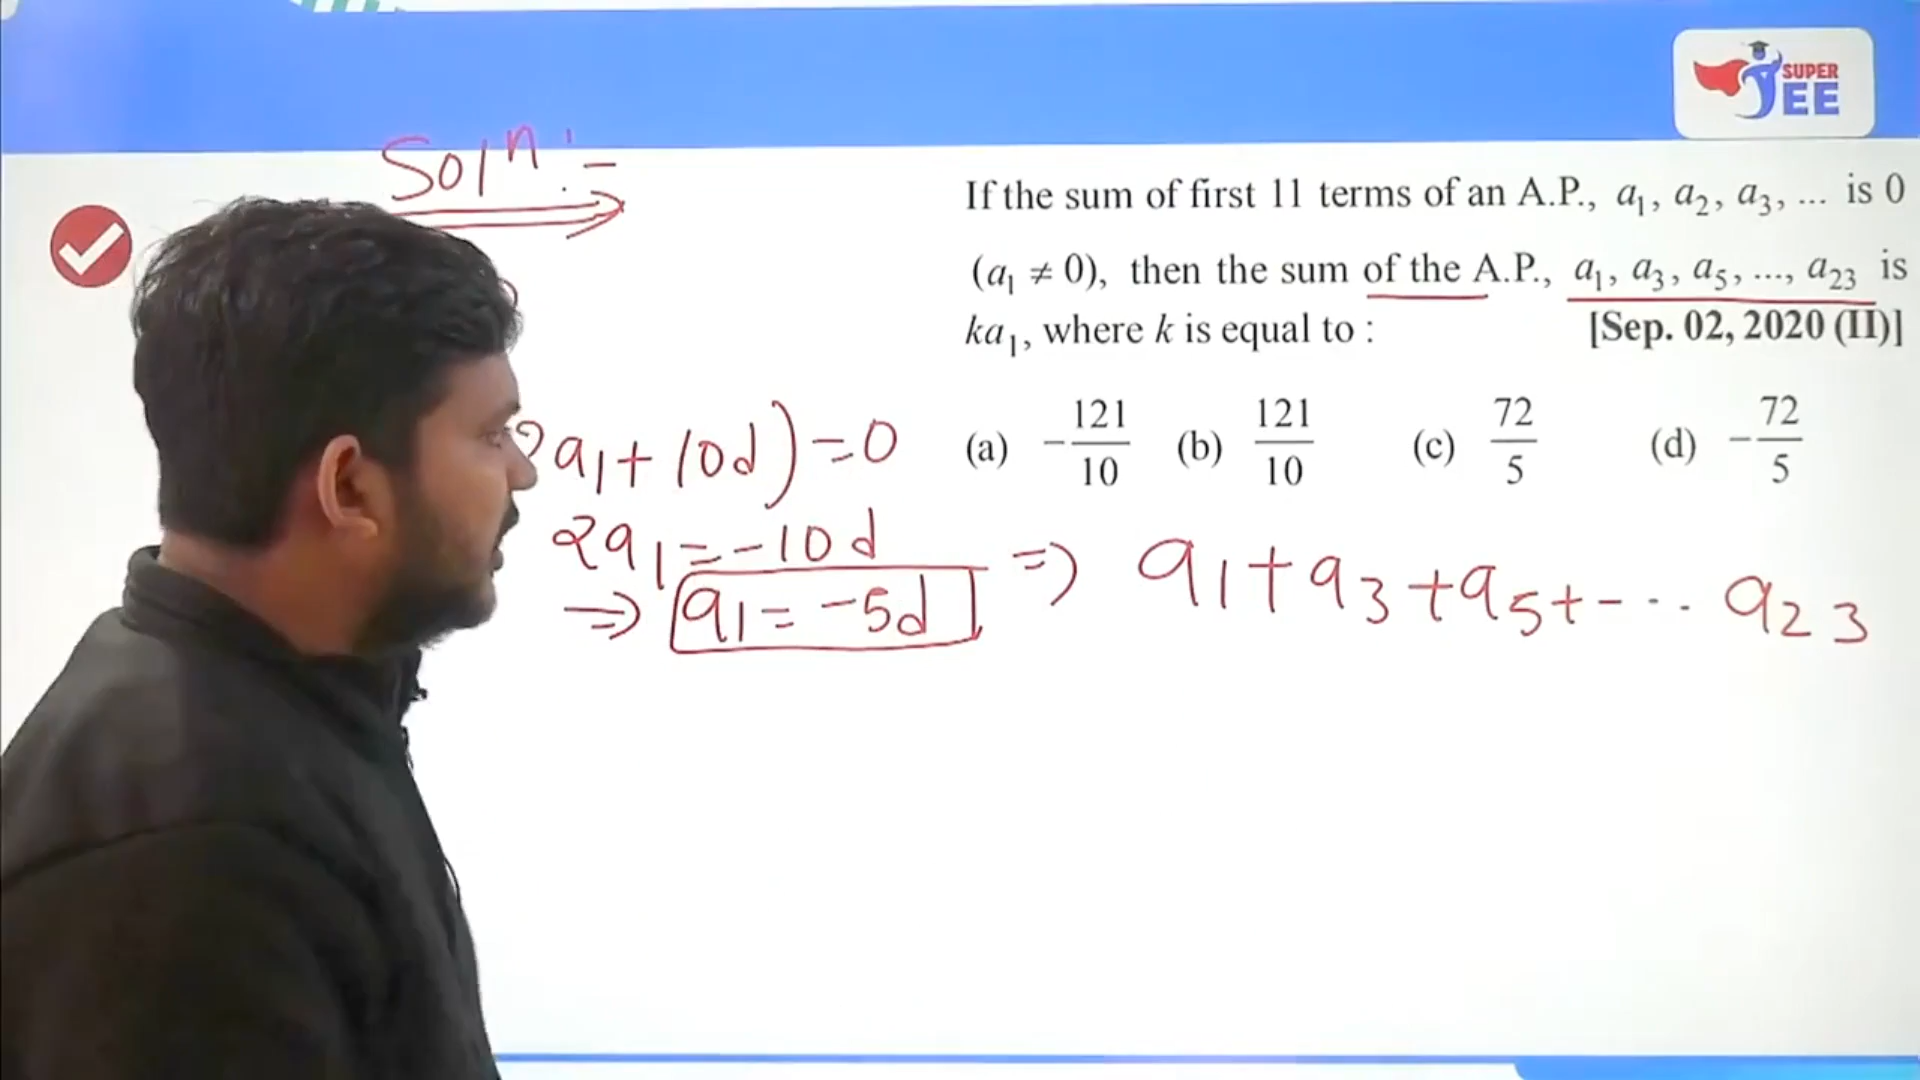 SUPER
JEE
Solⁿ :-
If the sum of first 11 terms of an A.P., a₁, a₂, a₃, ... is 0
(a₁ ≠ 0), then the sum of the A.P., a₁, a₃, a₅, ..., a₂₃ is
ka₁, where k is equal to : [Sep. 02, 2020 (II)]
(a) -121/10 (b) 121/10 (c) 72/5 (d) -72/5
2a₁ + 10d) = 0
2a₁ = -10d
⇒ a₁ = -5d
⇒ a₁ + a₃ + a₅ + - ... a₂₃